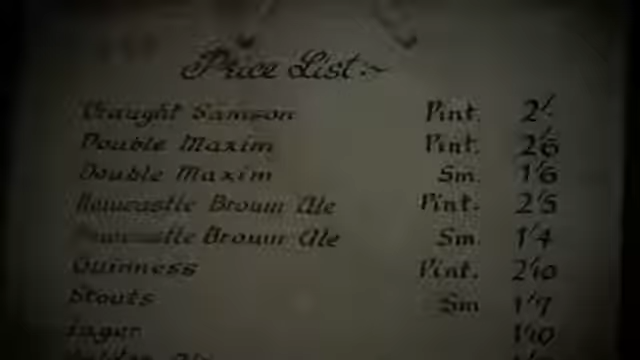 Price List:~
Draught Samson Pint. 2/-
Double Maxim Pint. 2/6
Double Maxim Sm. 1/6
Newcastle Brown Ale Pint. 2/5
Newcastle Brown Ale Sm. 1/4
Guinness Pint. 2/10
Stouts Sm 1/7
Lager 1/10